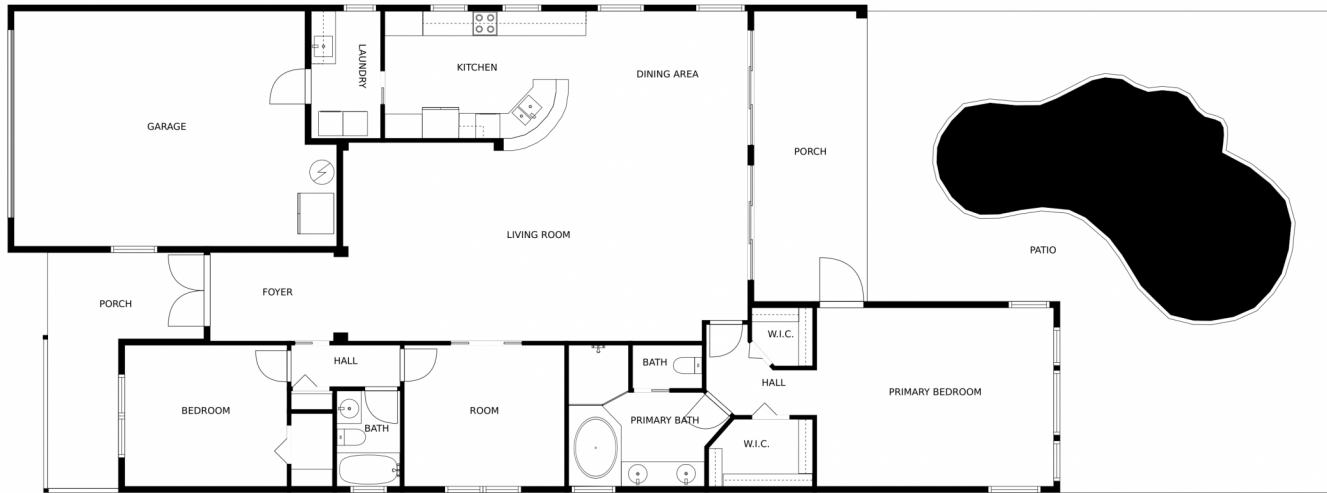 LAUNDRY
KITCHEN
DINING AREA
GARAGE
PORCH
LIVING ROOM
PATIO
FOYER
PORCH
W.I.C.
HALL
BATH
HALL
PRIMARY BEDROOM
BEDROOM
ROOM
PRIMARY BATH
BATH
W.I.C.